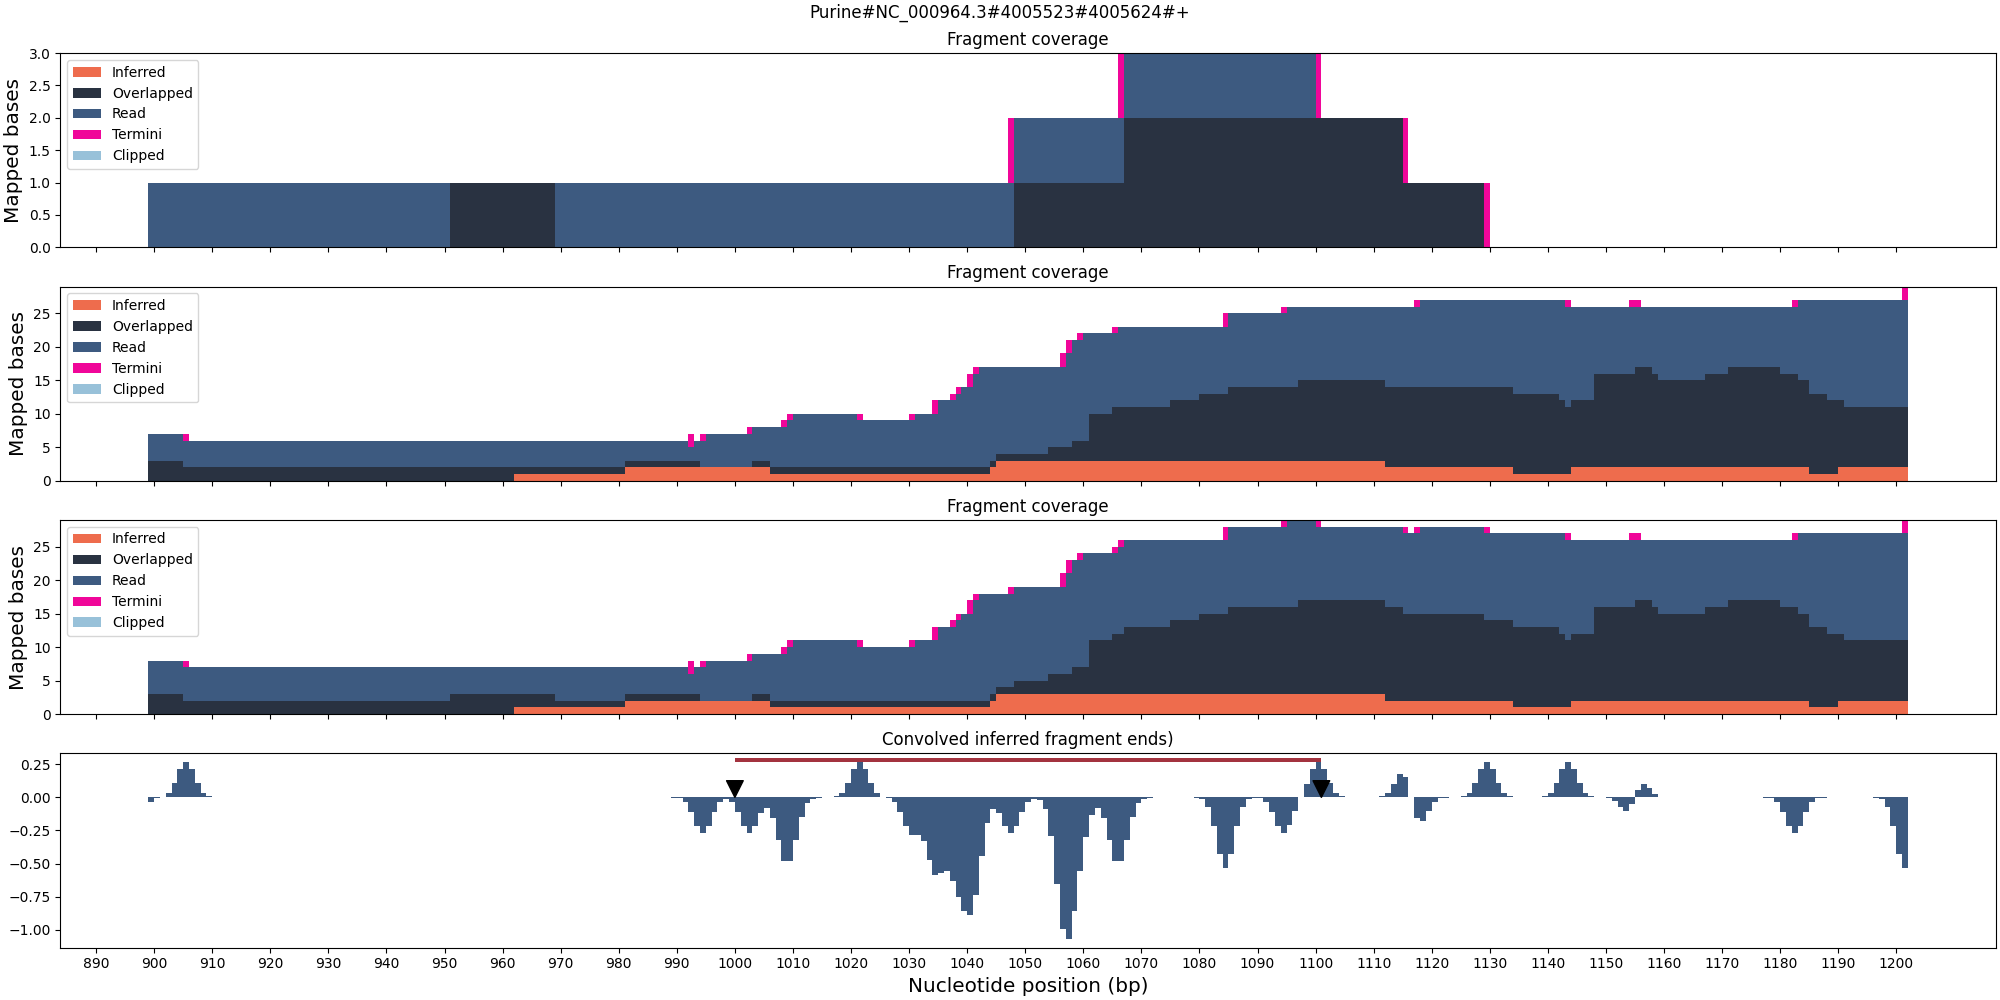 Purine#NC_000964.3#4005523#4005624#+
Fragment coverage
Mapped bases
3.0
2.5
2.0
1.5
1.0
0.5
0.0
Inferred
Overlapped
Read
Termini
Clipped
Fragment coverage
Mapped bases
25
20
15
10
5
0
Inferred
Overlapped
Read
Termini
Clipped
Fragment coverage
Mapped bases
25
20
15
10
5
0
Inferred
Overlapped
Read
Termini
Clipped
Convolved inferred fragment ends)
0.25
0.00
−0.25
−0.50
−0.75
−1.00
890 900 910 920 930 940 950 960 970 980 990 1000 1010 1020 1030 1040 1050 1060 1070 1080 1090 1100 1110 1120 1130 1140 1150 1160 1170 1180 1190 1200
Nucleotide position (bp)